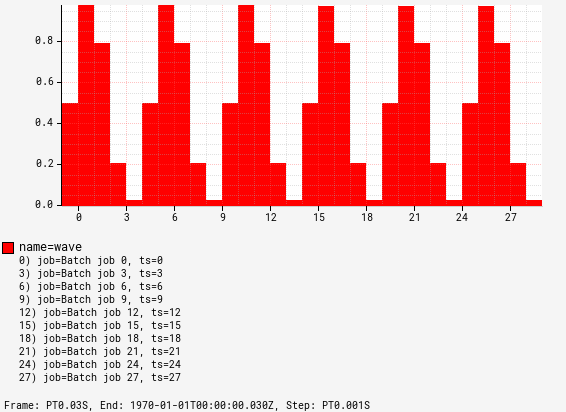 0.8
0.6
0.4
0.2
0.0
0 3 6 9 12 15 18 21 24 27
name=wave
0) job=Batch job 0, ts=0
3) job=Batch job 3, ts=3
6) job=Batch job 6, ts=6
9) job=Batch job 9, ts=9
12) job=Batch job 12, ts=12
15) job=Batch job 15, ts=15
18) job=Batch job 18, ts=18
21) job=Batch job 21, ts=21
24) job=Batch job 24, ts=24
27) job=Batch job 27, ts=27
Frame: PT0.03S, End: 1970-01-01T00:00:00.030Z, Step: PT0.001S